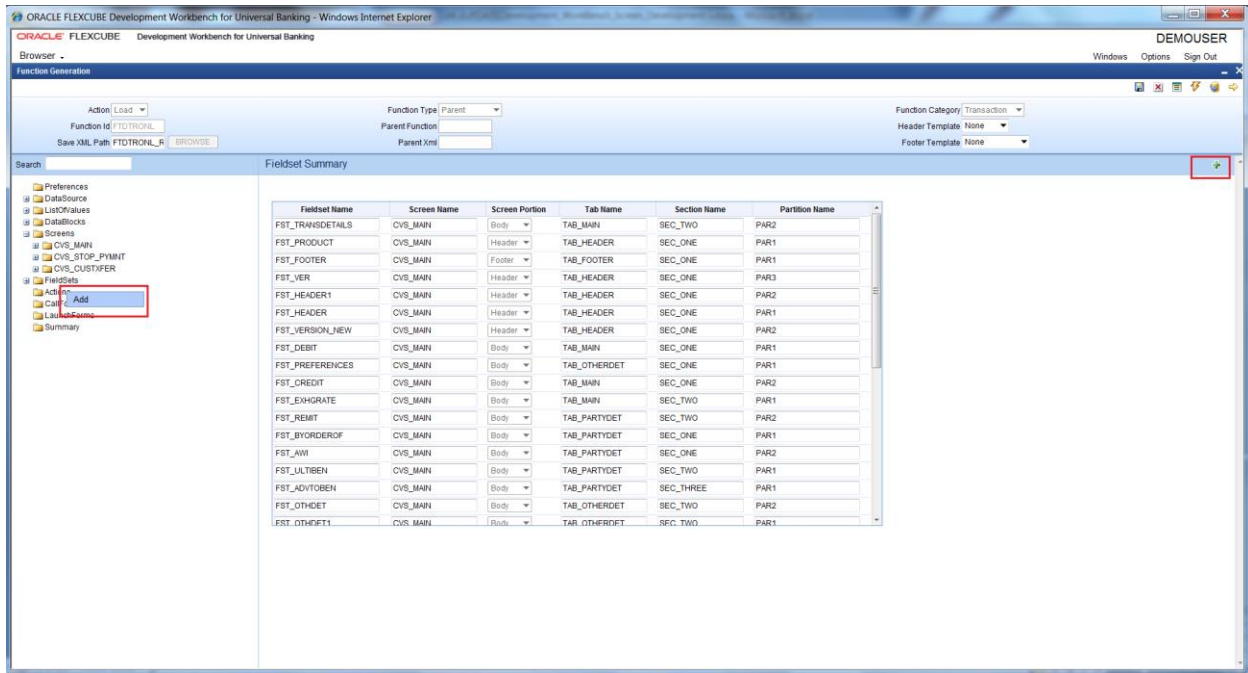 ORACLE FLEXCUBE Development Workbench for Universal Banking - Windows Internet Explorer
ORACLE FLEXCUBE Development Workbench for Universal Banking DEMOUSER
Browser Windows Options Sign Out
Function Generation
Action Load Function Type Parent Function Category Transaction
Function Id FTDTRONL Parent Function Header Template None
Save XML Path FTDTRONL_R BROWSE Parent Xml Footer Template None
Search Fieldset Summary
Preferences
DataSource
ListOfValues
DataBlocks
Screens
CVS_MAIN
CVS_STOP_PYMNT
CVS_CUSTXFER
FieldSets
Add
LaunchForms
Summary
Fieldset Name Screen Name Screen Portion Tab Name Section Name Partition Name
FST_TRANSDETAILS CVS_MAIN Body TAB_MAIN SEC_TWO PAR2
FST_PRODUCT CVS_MAIN Header TAB_HEADER SEC_ONE PAR1
FST_FOOTER CVS_MAIN Footer TAB_FOOTER SEC_ONE PAR1
FST_VER CVS_MAIN Header TAB_HEADER SEC_ONE PAR3
FST_HEADER1 CVS_MAIN Header TAB_HEADER SEC_ONE PAR2
FST_HEADER CVS_MAIN Header TAB_HEADER SEC_ONE PAR1
FST_VERSION_NEW CVS_MAIN Header TAB_HEADER SEC_ONE PAR2
FST_DEBIT CVS_MAIN Body TAB_MAIN SEC_ONE PAR1
FST_PREFERENCES CVS_MAIN Body TAB_OTHERDET SEC_ONE PAR1
FST_CREDIT CVS_MAIN Body TAB_MAIN SEC_ONE PAR2
FST_EXHGRATE CVS_MAIN Body TAB_MAIN SEC_TWO PAR1
FST_REMIT CVS_MAIN Body TAB_PARTYDET SEC_TWO PAR2
FST_BYORDEROF CVS_MAIN Body TAB_PARTYDET SEC_ONE PAR1
FST_AWI CVS_MAIN Body TAB_PARTYDET SEC_ONE PAR2
FST_ULTIBEN CVS_MAIN Body TAB_PARTYDET SEC_TWO PAR1
FST_ADVTOBEN CVS_MAIN Body TAB_PARTYDET SEC_THREE PAR1
FST_OTHDET CVS_MAIN Body TAB_OTHERDET SEC_TWO PAR2
FST_OTHDET1 CVS_MAIN Body TAB_OTHERDET SEC_TWO PAR1